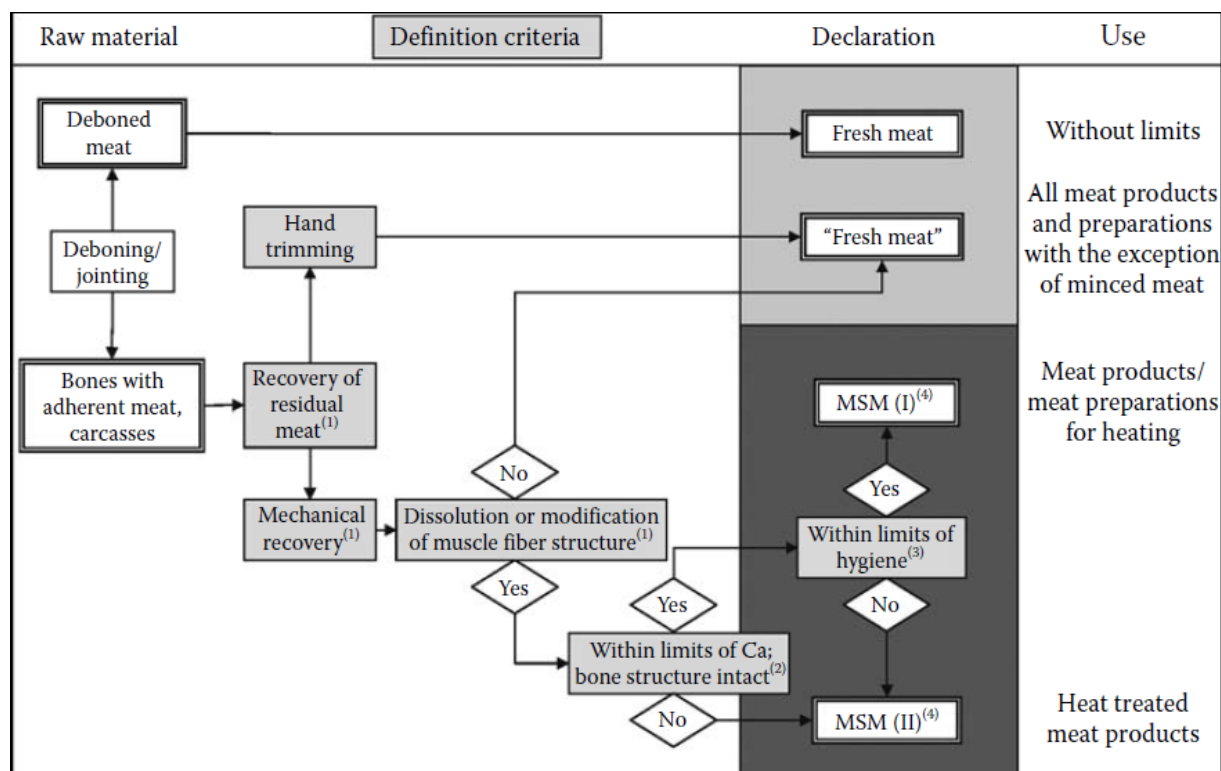 Raw material
Definition criteria
Declaration
Use
Deboned
meat
Fresh meat
Without limits
Deboning/
jointing
Hand
trimming
“Fresh meat”
All meat products
and preparations
with the exception
of minced meat
Bones with
adherent meat,
carcasses
Recovery of
residual
meat(1)
MSM (I)(4)
Meat products/
meat preparations
for heating
No
Yes
Mechanical
recovery(1)
Dissolution or modification
of muscle fiber structure(1)
Within limits of
hygiene(3)
Yes
Yes
No
Within limits of Ca;
bone structure intact(2)
No
MSM (II)(4)
Heat treated
meat products